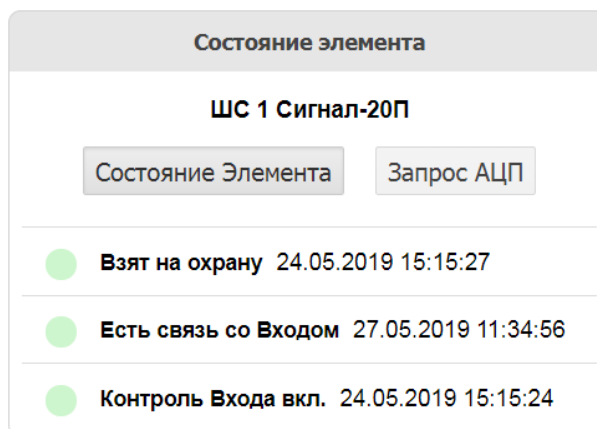 Состояние элемента
ШС 1 Сигнал-20П
Состояние Элемента Запрос АЦП
Взят на охрану 24.05.2019 15:15:27
Есть связь со Входом 27.05.2019 11:34:56
Контроль Входа вкл. 24.05.2019 15:15:24